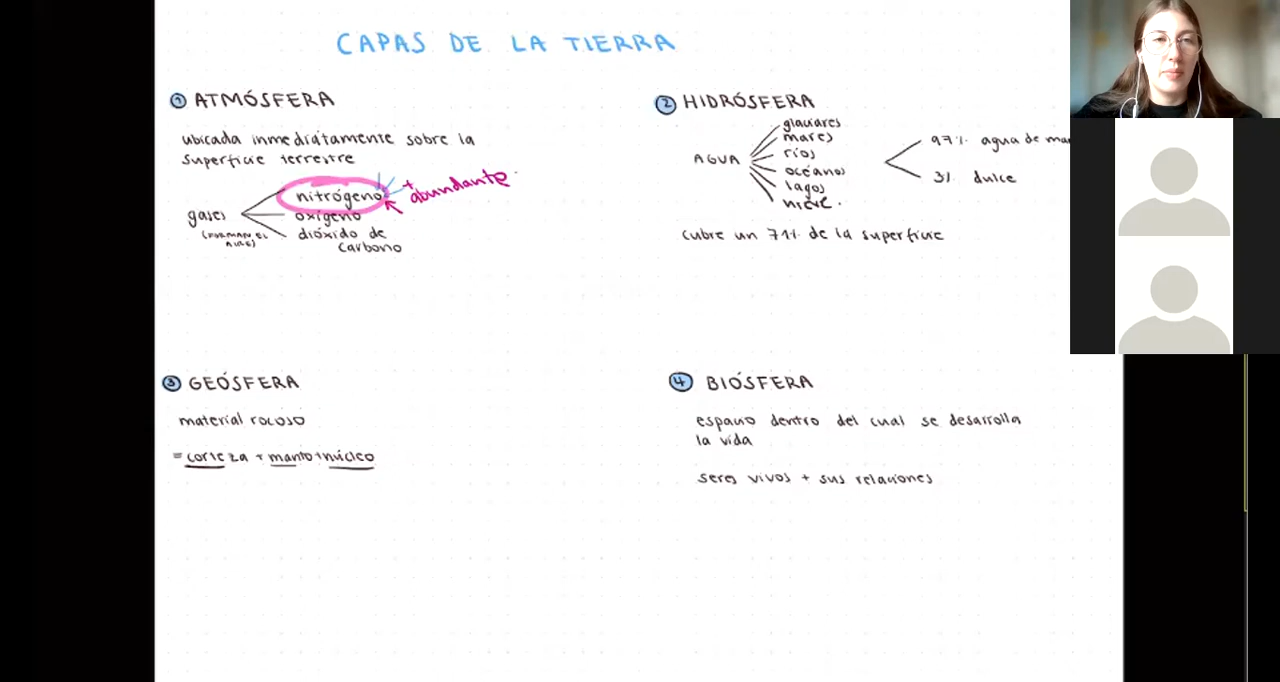 CAPAS DE LA TIERRA
1 ATMÓSFERA
ubicada inmediatamente sobre la
superficie terrestre
gases
(FORMAN EL
AIRE)
nitrógeno
oxígeno
dióxido de
carbono
+
abundante
2 HIDRÓSFERA
AGUA
glaciares
mares
ríos
océanos
lagos
nieve.
97% agua de mar
3% dulce
cubre un 71% de la superficie
3 GEÓSFERA
material rocoso
= corteza + manto + núcleo
4 BIÓSFERA
espacio dentro del cual se desarrolla
la vida
seres vivos + sus relaciones